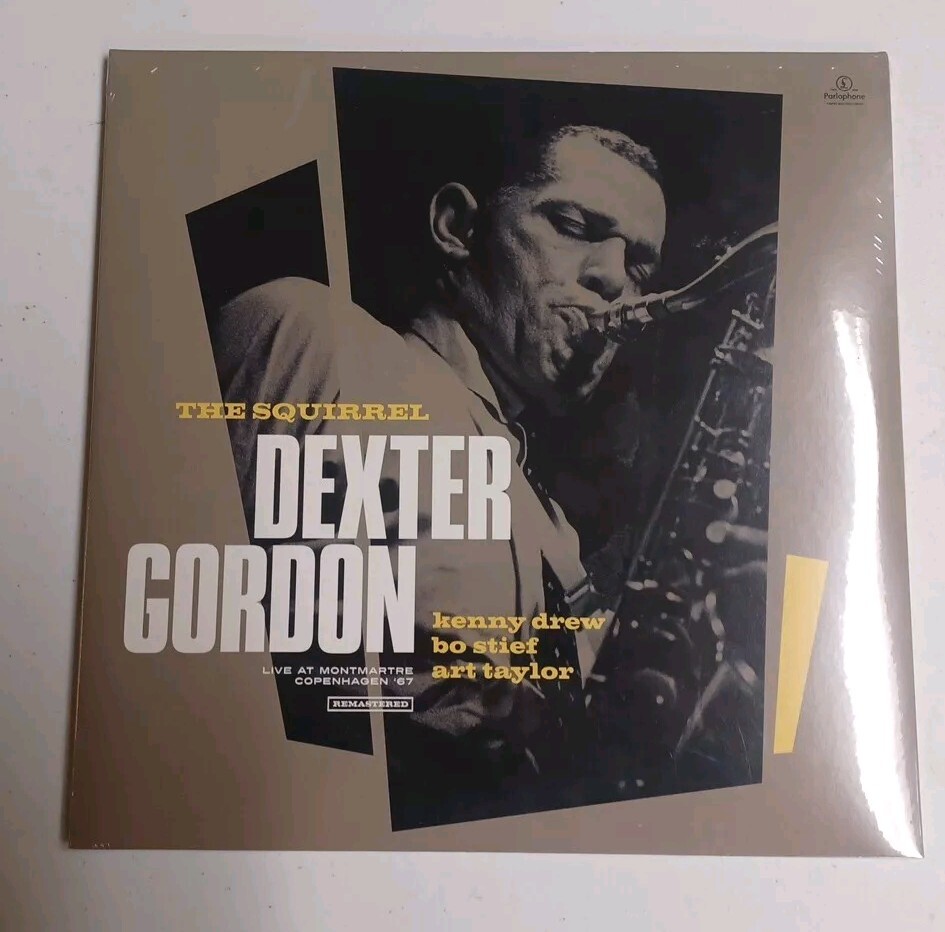 Parlophone
THE SQUIRREL
DEXTER
GORDON
kenny drew
bo stief
art taylor
LIVE AT MONTMARTRE
COPENHAGEN '67
REMASTERED